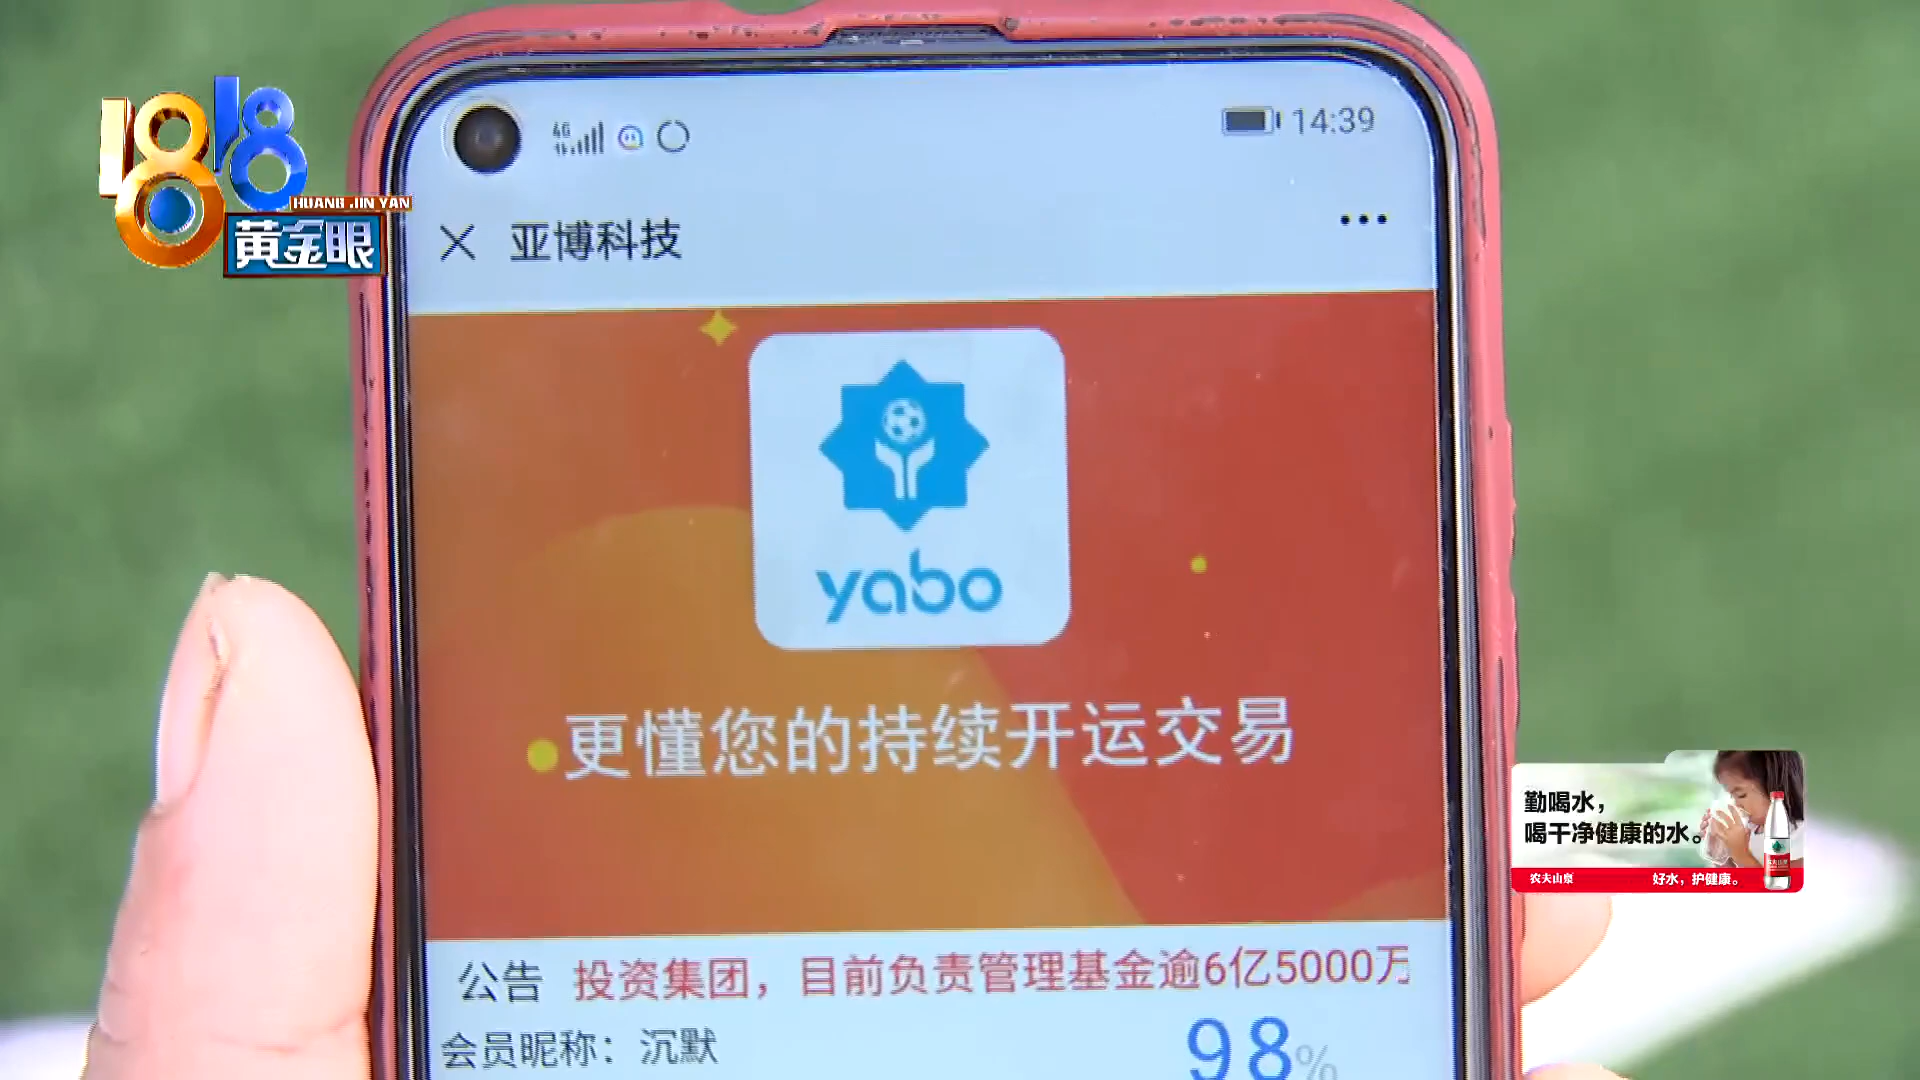 1818
HUANG JIN YAN
黄金眼
4G
14:39
亚博科技
yabo
更懂您的持续开运交易
公告 投资集团，目前负责管理基金逾6亿5000万
会员昵称：沉默
98%
勤喝水，
喝干净健康的水。
农夫山泉 好水，护健康。